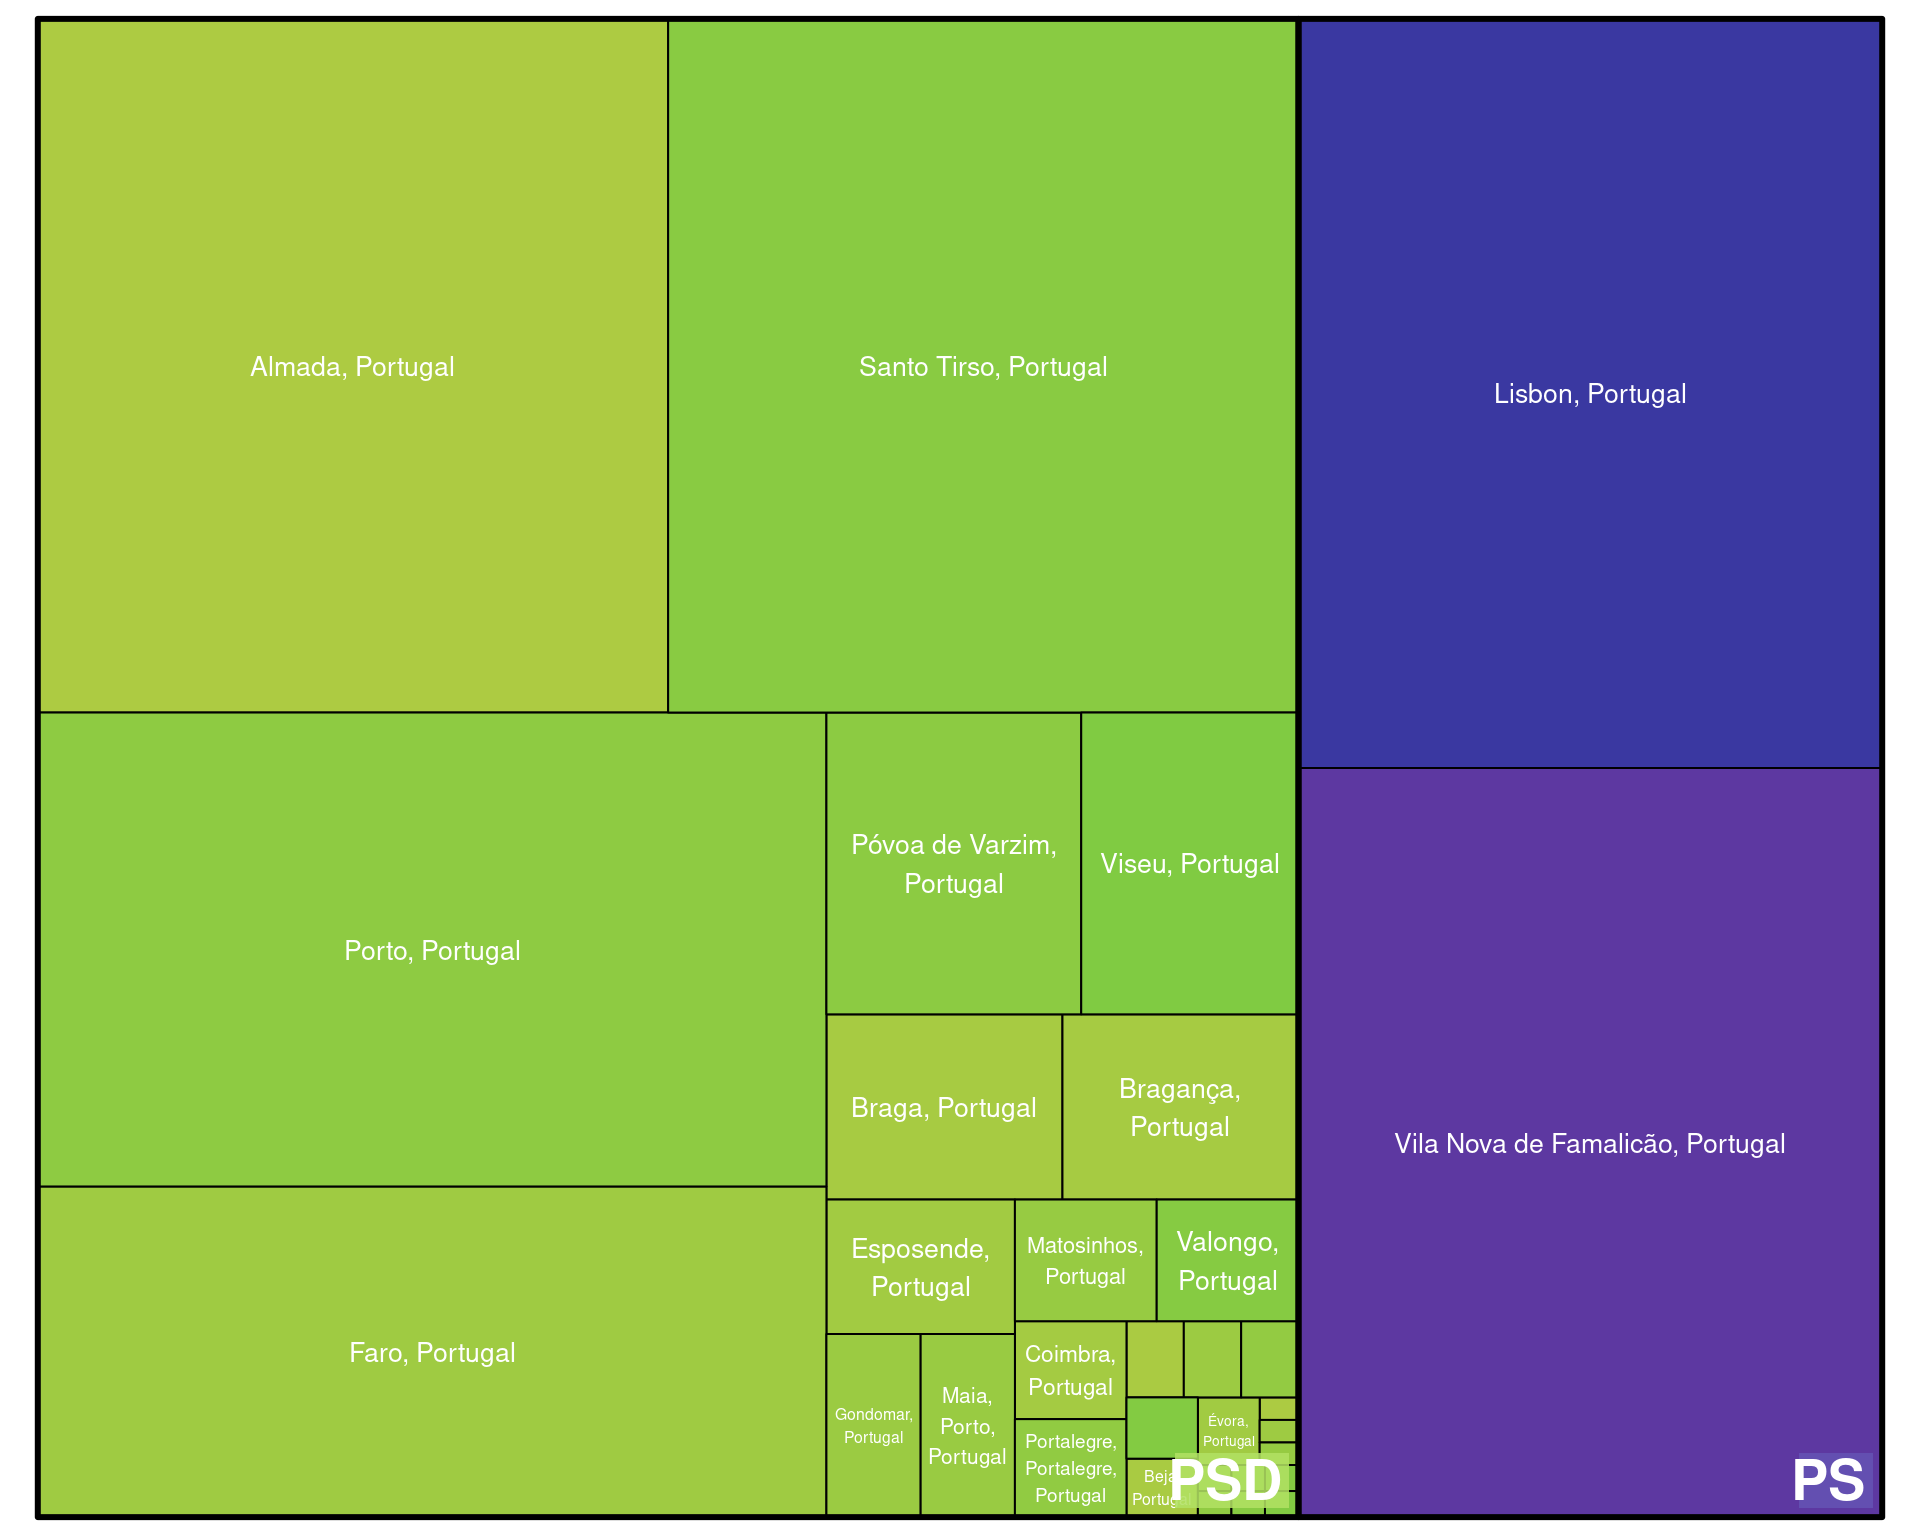 Almada, Portugal
Santo Tirso, Portugal
Lisbon, Portugal
Porto, Portugal
Póvoa de Varzim,
Portugal
Viseu, Portugal
Braga, Portugal
Bragança,
Portugal
Vila Nova de Famalicão, Portugal
Faro, Portugal
Esposende,
Portugal
Matosinhos,
Portugal
Valongo,
Portugal
Gondomar,
Portugal
Maia,
Porto,
Portugal
Coimbra,
Portugal
Portalegre,
Portalegre,
Portugal
Évora,
Portugal
Beja,
Portugal
PSD
PS